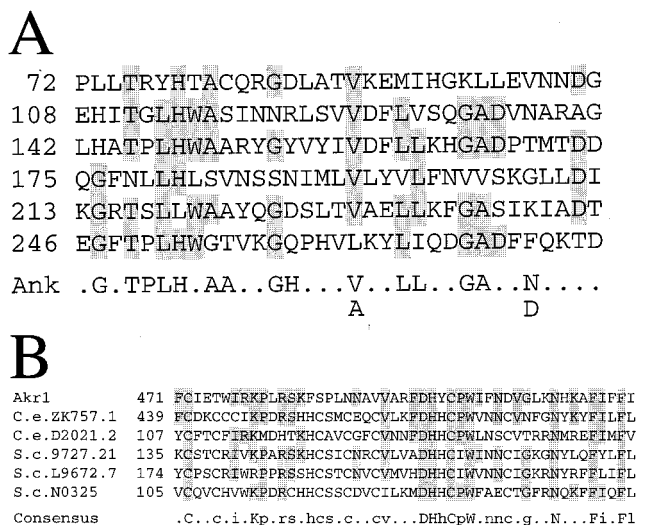 A
72 PLLTRYHTACQRGDLATVKEMIHGKLLEVNNDG
108 EHITGLHWASINNRLSVVDFLVSQGADVNARAG
142 LHATPLHWAARYGYVYIVDFLLKHGADPTMTDD
175 QGFNLLHLSVNSSNIMLVLYVLFNVVSKGLLDI
213 KGRTSLLWAAYQGDSLTVAELLKFGASIKIADT
246 EGFTPLHWGTVKGQPHVLKYLIQDGADFFQKTD
Ank .G.TPLH.AA...GH...V..LL...GA..N....
A D
B
Akr1 471 FCIETWIRKPLRSKFSPLNNAVVARFDHYCPWIFNDVGLKNHKAFIFFI
C.e.ZK757.1 439 FCDKCCCIKPDRSHHCSMCEQCVLKFDHHCPWVNNCVNFGNYKYFILFL
C.e.D2021.2 107 YCFTCFIRKMDHTKHCAVCGFCVNNFDHHCPWLNSCVTRRNMREFIMFV
S.c.9727.21 135 KCSTCRIVKPARSKHCSICNRCVLVADHHCIWINNCIGKGNYLQFYLFL
S.c.L9672.7 174 YCPSCRIWRPPRSSHCSTCNVCVMVHDHHCIWVNNCIGKRNYRFFLIFL
S.c.N0325 105 VCQVCHVWKPDRCHHCSSCDVCILKMDHHCPWFAECTGFRNQKFFIQFL
Consensus .C..c.i.Kp.rs.hcs.c..cv...DHhCpW.nnc.g..N...Fi.Fl